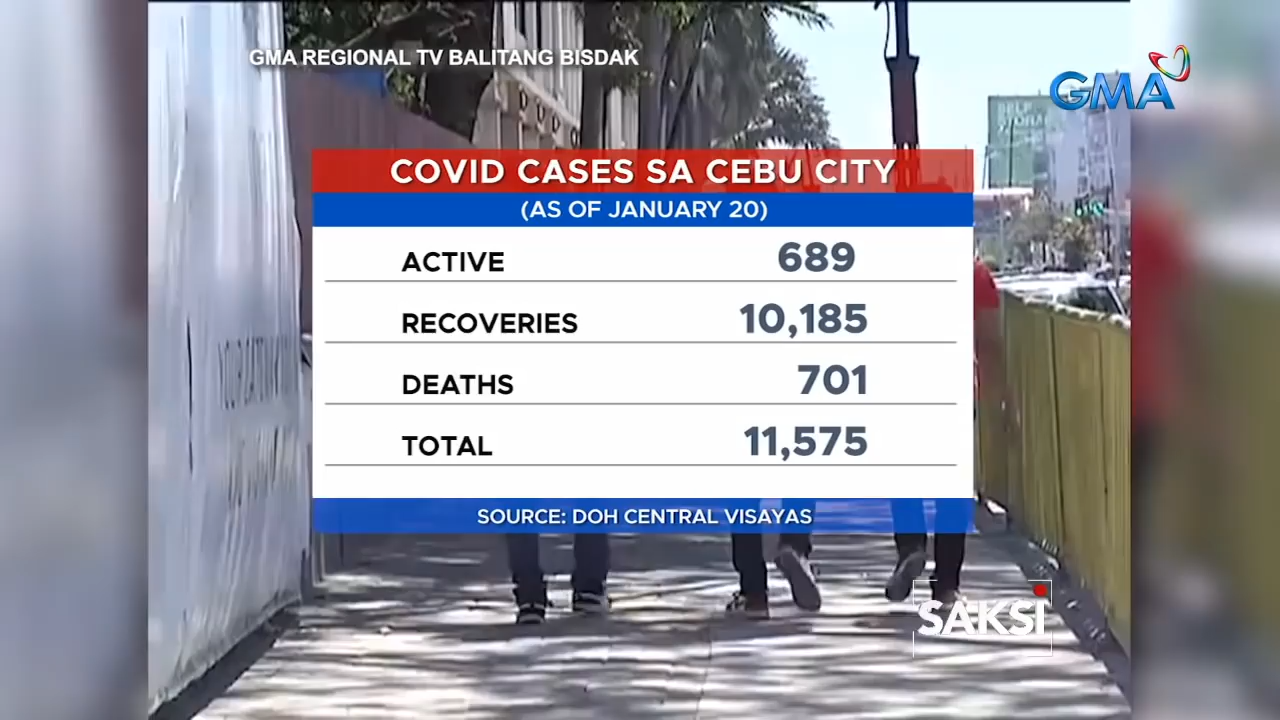 GMA REGIONAL TV BALITANG BISDAK
GMA
COVID CASES SA CEBU CITY
(AS OF JANUARY 20)
ACTIVE 689
RECOVERIES 10,185
DEATHS 701
TOTAL 11,575
SOURCE: DOH CENTRAL VISAYAS
SAKSI